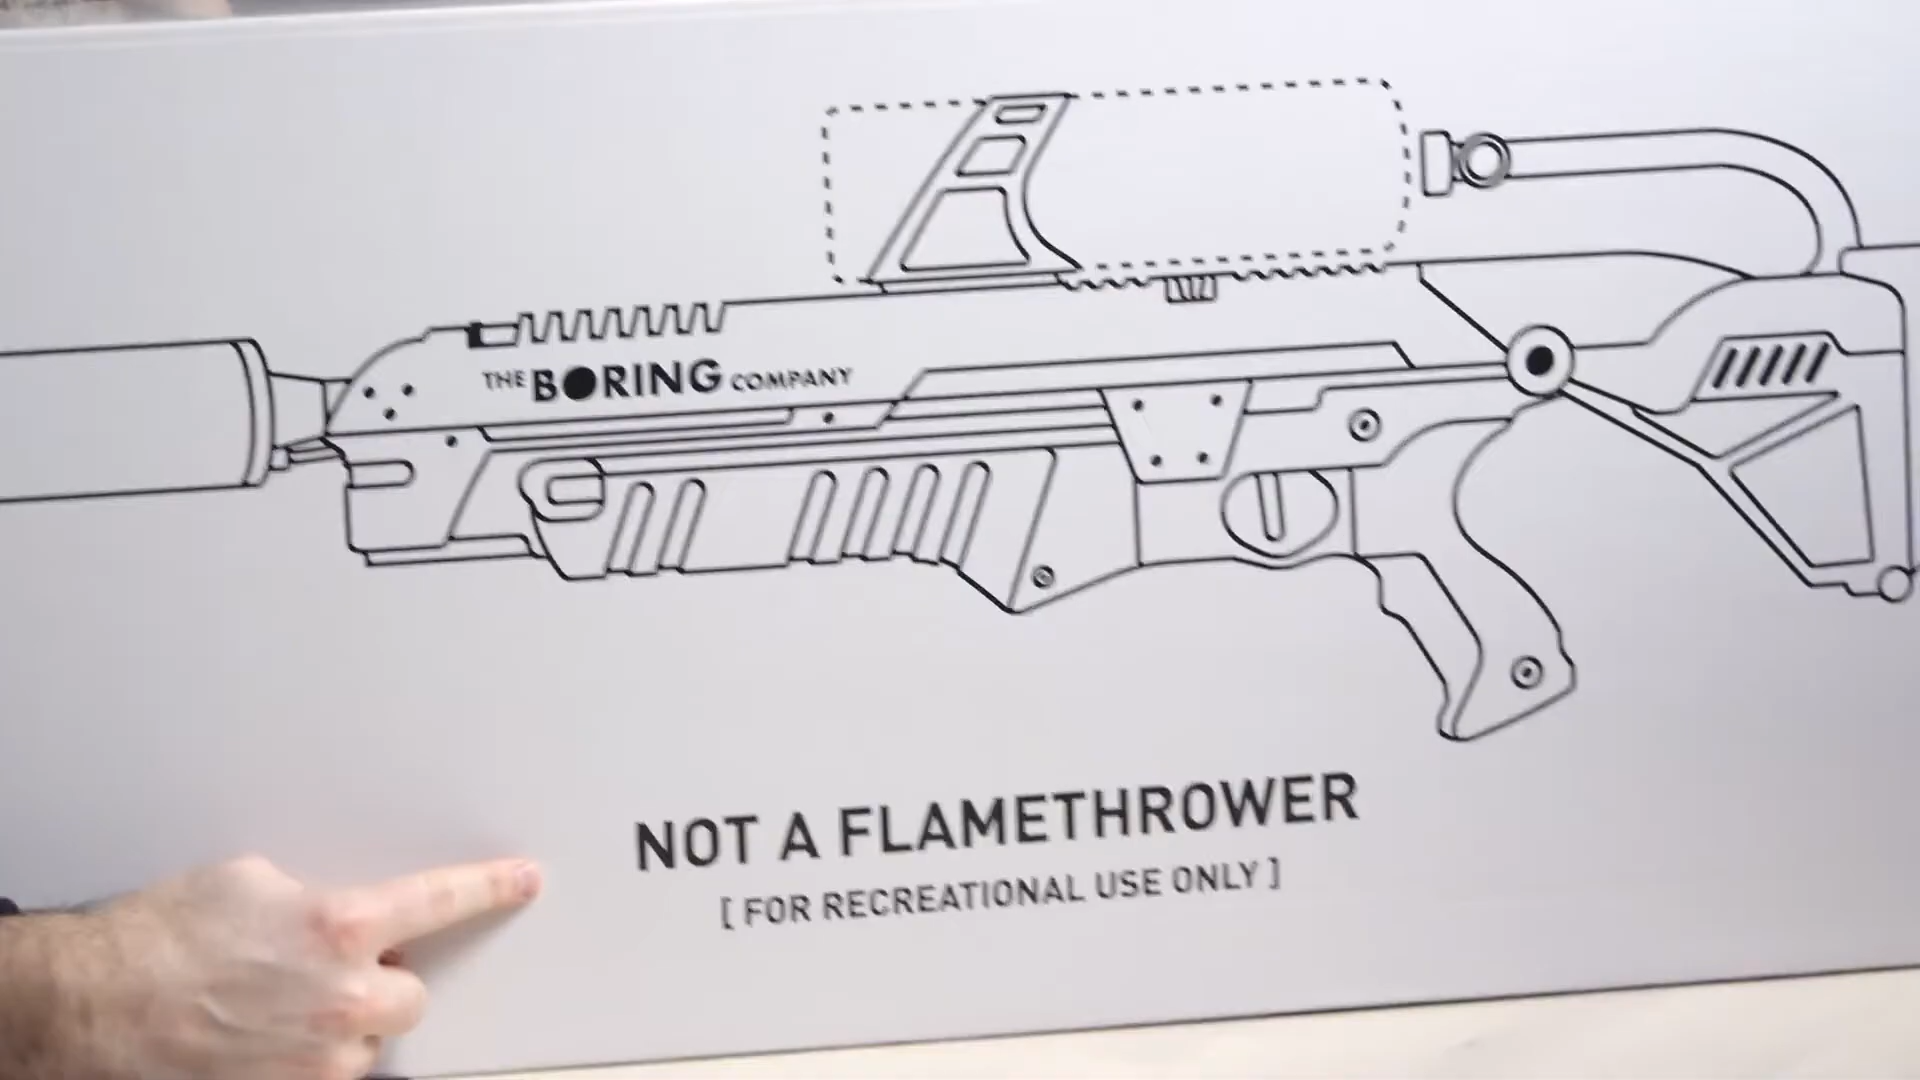 THE BORING COMPANY
NOT A FLAMETHROWER
[ FOR RECREATIONAL USE ONLY ]